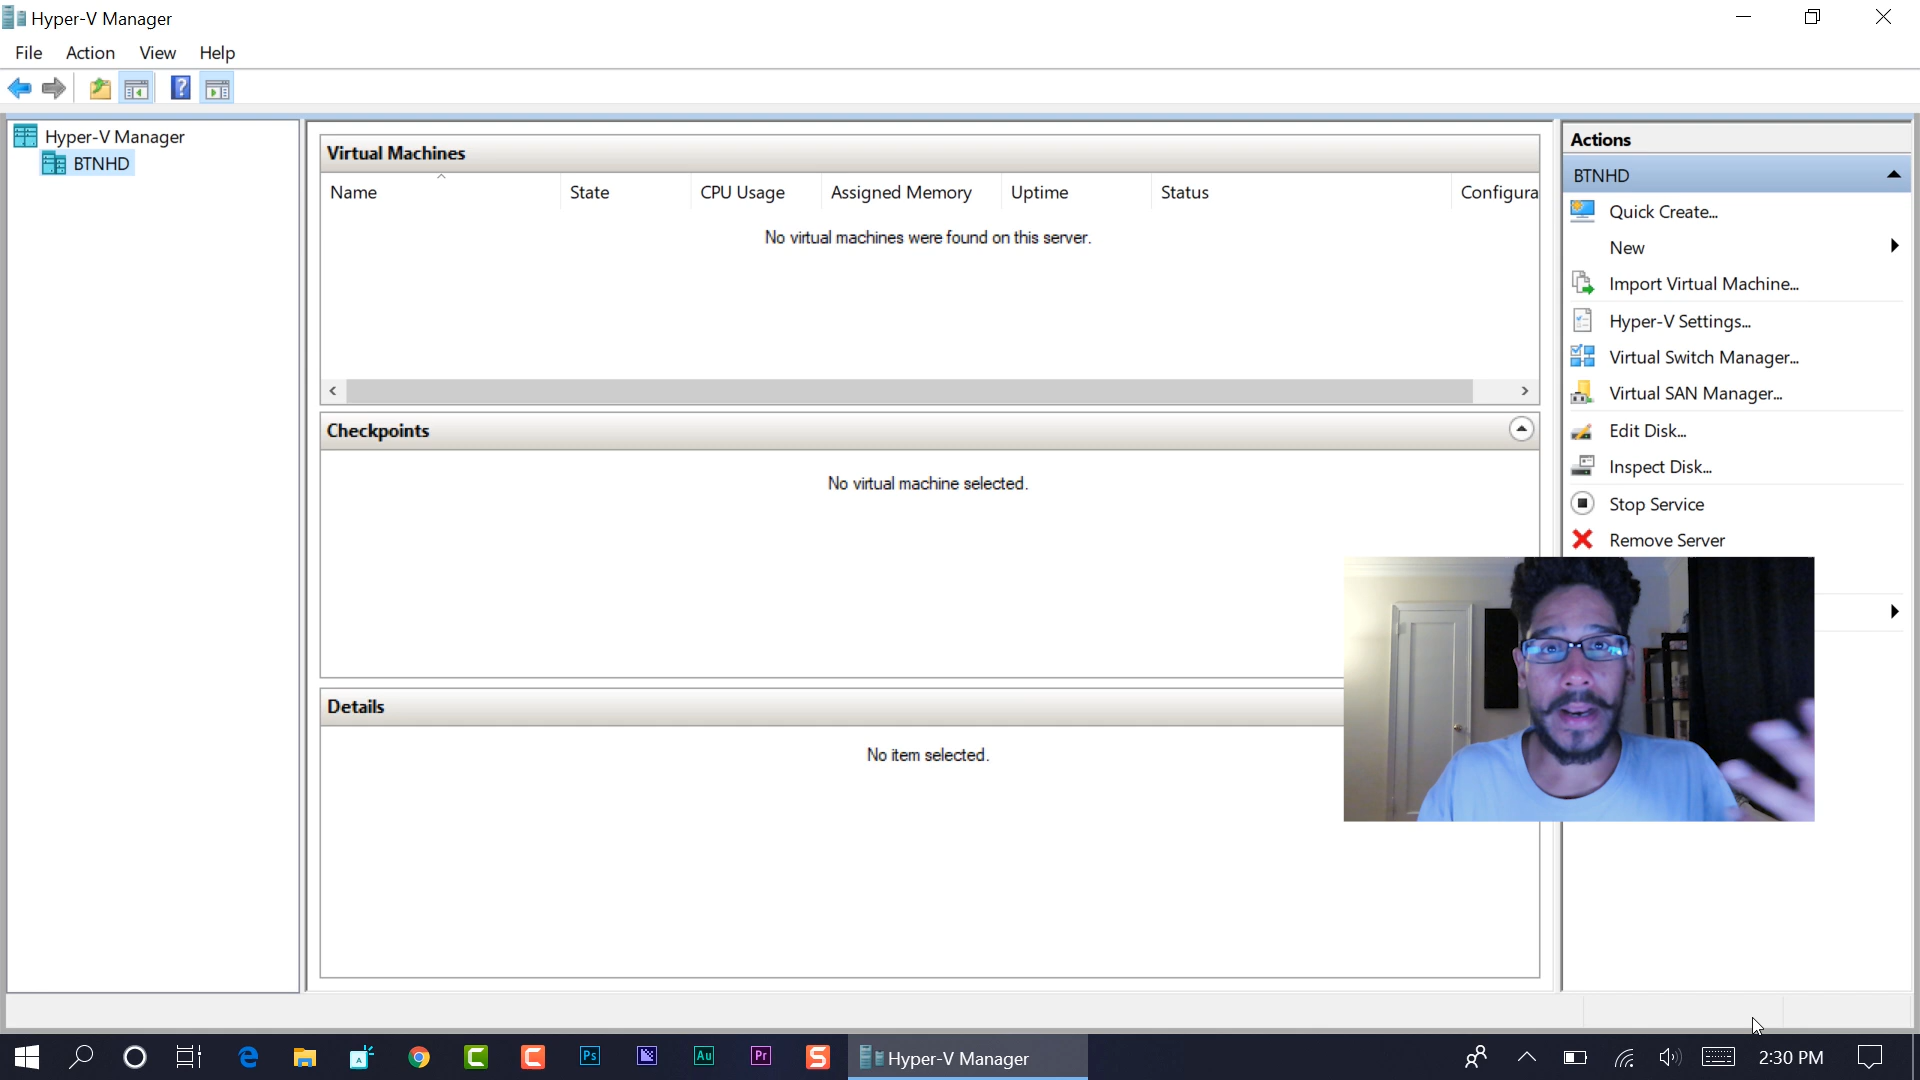 Hyper-V Manager
File Action View Help
Hyper-V Manager
BTNHD
Virtual Machines
Name State CPU Usage Assigned Memory Uptime Status Configura
No virtual machines were found on this server.
Checkpoints
No virtual machine selected.
Details
No item selected.
Actions
BTNHD
Quick Create...
New
Import Virtual Machine...
Hyper-V Settings...
Virtual Switch Manager...
Virtual SAN Manager...
Edit Disk...
Inspect Disk...
Stop Service
Remove Server
Ps Au Pr Hyper-V Manager 2:30 PM